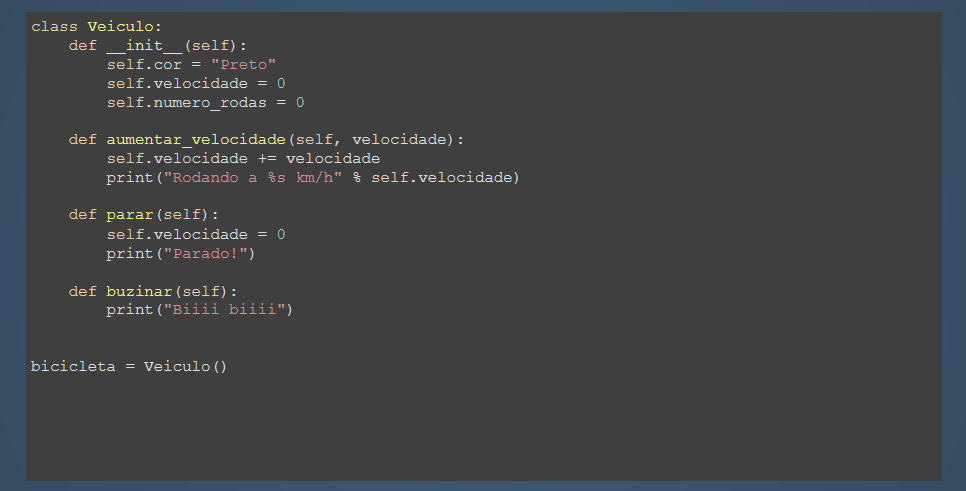 class Veiculo:
    def __init__(self):
        self.cor = "Preto"
        self.velocidade = 0
        self.numero_rodas = 0

    def aumentar_velocidade(self, velocidade):
        self.velocidade += velocidade
        print("Rodando a %s km/h" % self.velocidade)

    def parar(self):
        self.velocidade = 0
        print("Parado!")

    def buzinar(self):
        print("Biiii biiii")


bicicleta = Veiculo()